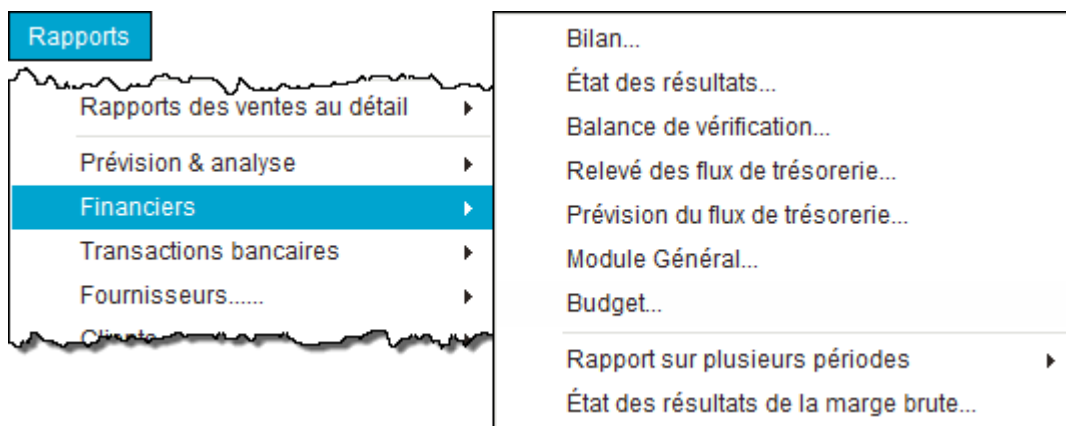 Rapports
Rapports des ventes au détail
Prévision & analyse
Financiers
Transactions bancaires
Fournisseurs......
Clients
Bilan...
État des résultats...
Balance de vérification...
Relevé des flux de trésorerie...
Prévision du flux de trésorerie...
Module Général...
Budget...
Rapport sur plusieurs périodes
État des résultats de la marge brute...